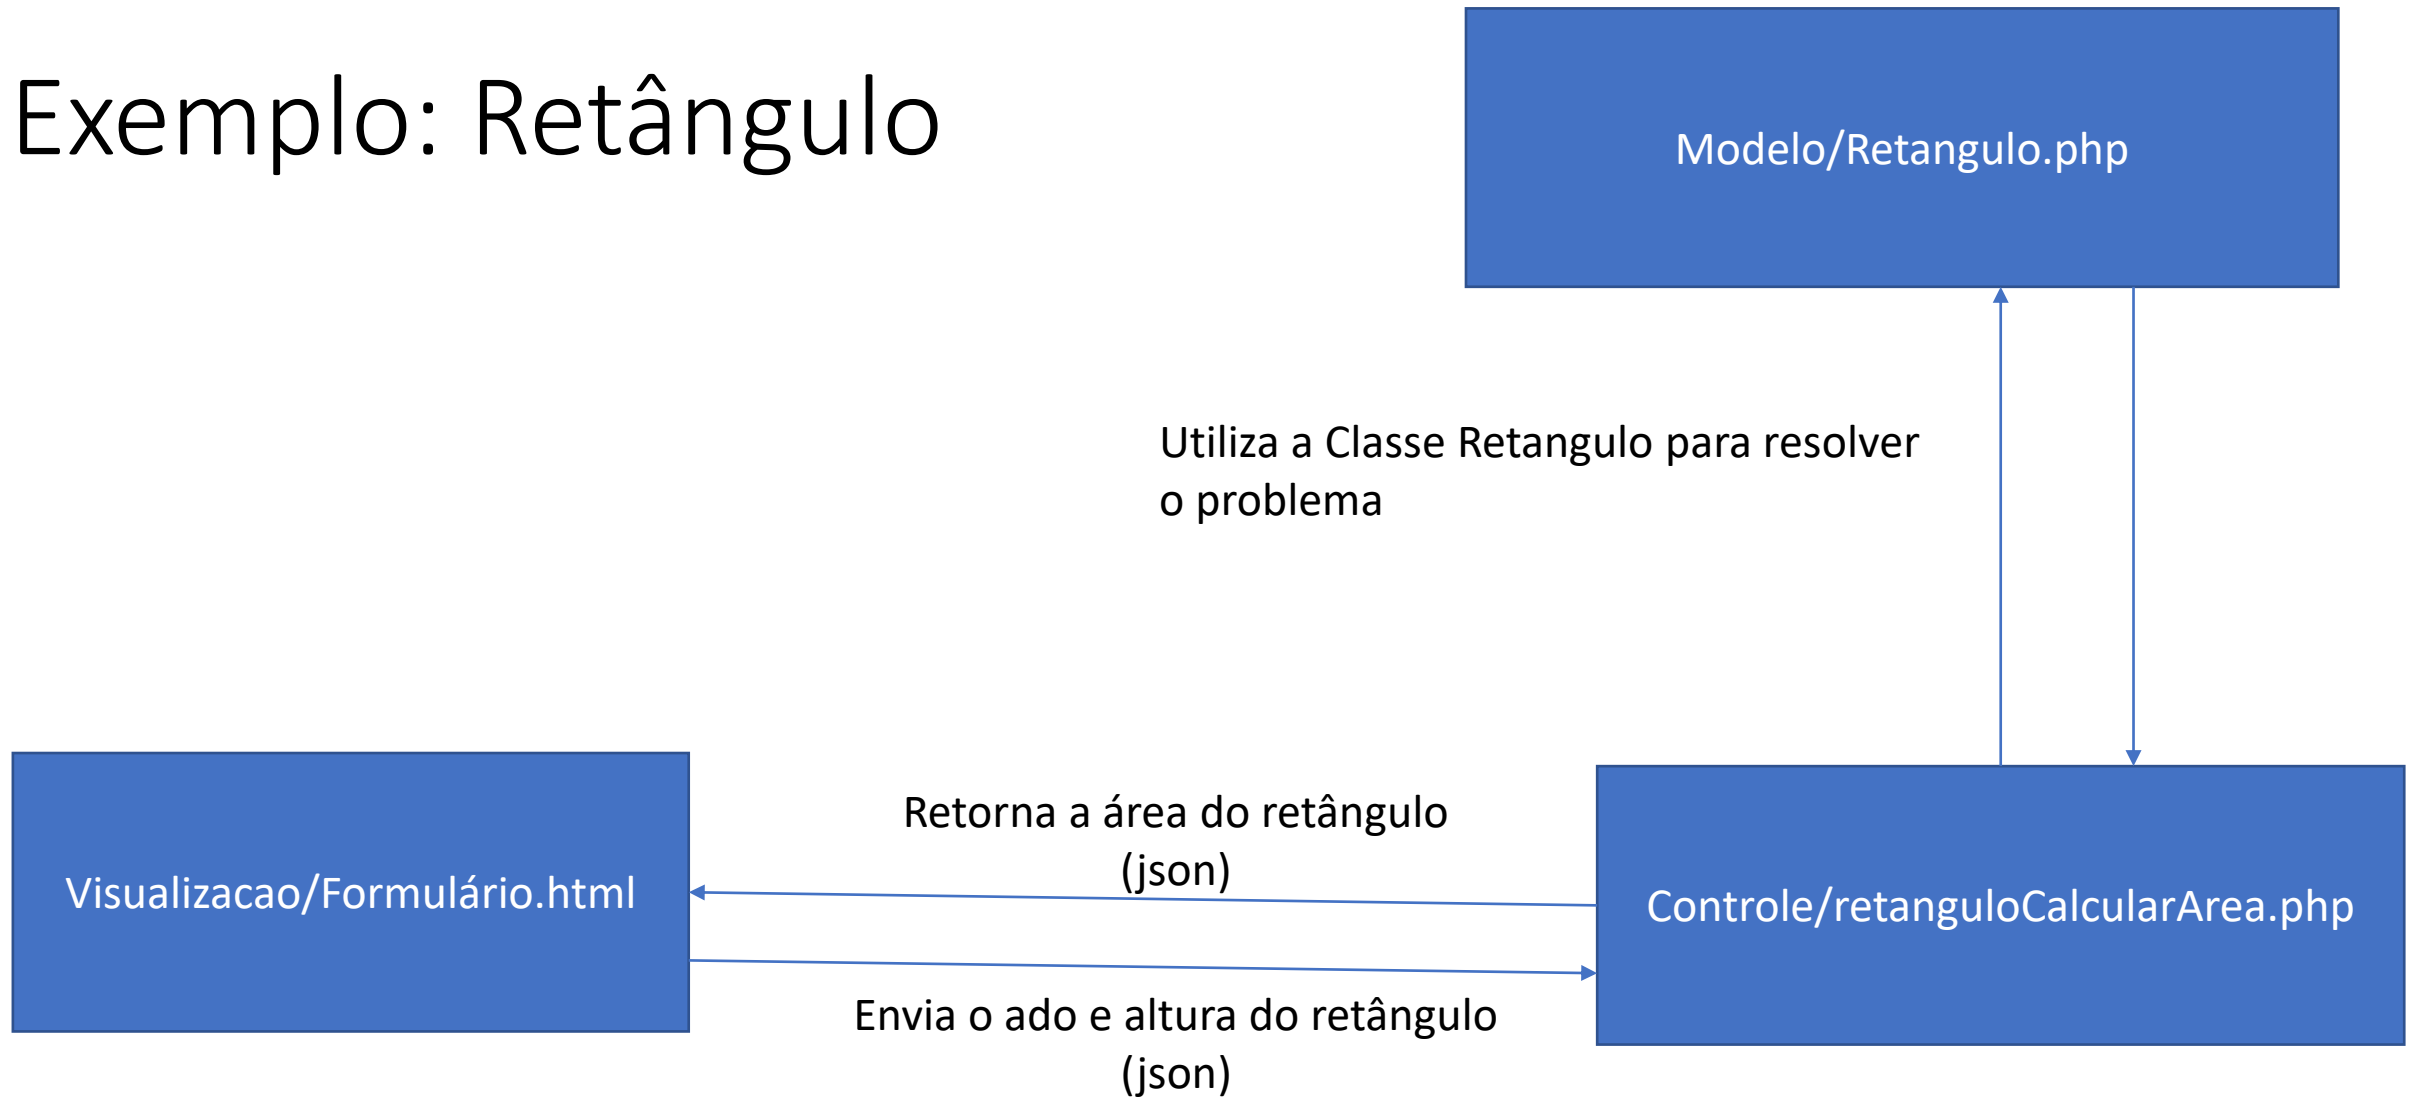 Exemplo: Retângulo
Modelo/Retangulo.php
Utiliza a Classe Retangulo para resolver
o problema
Retorna a área do retângulo
(json)
Visualizacao/Formulário.html
Controle/retanguloCalcularArea.php
Envia o ado e altura do retângulo
(json)